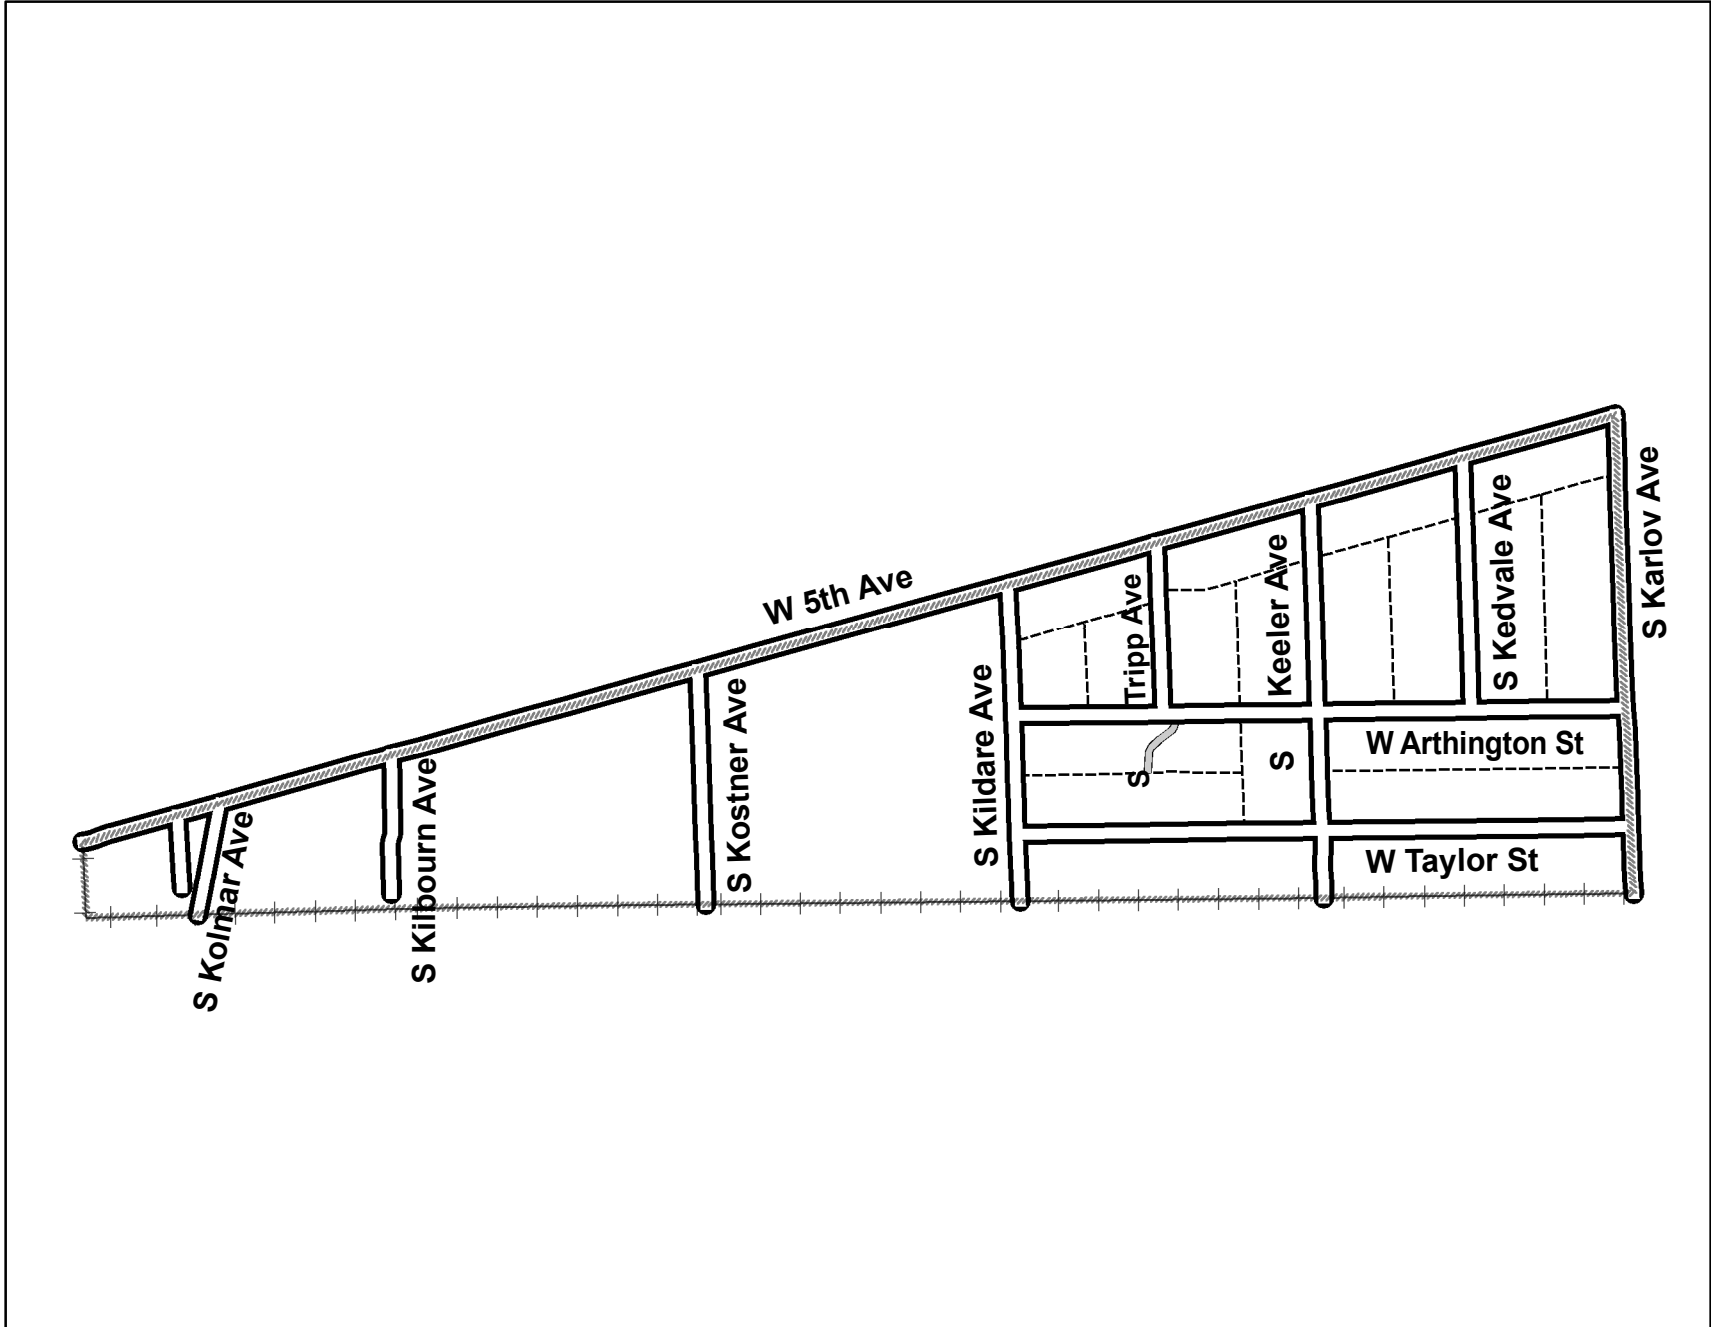 W 5th Ave
S Kolmar Ave
S Kilbourn Ave
S Kostner Ave
S Kildare Ave
S Tripp Ave
S Keeler Ave
S Kedvale Ave
S Karlov Ave
W Arthington St
W Taylor St